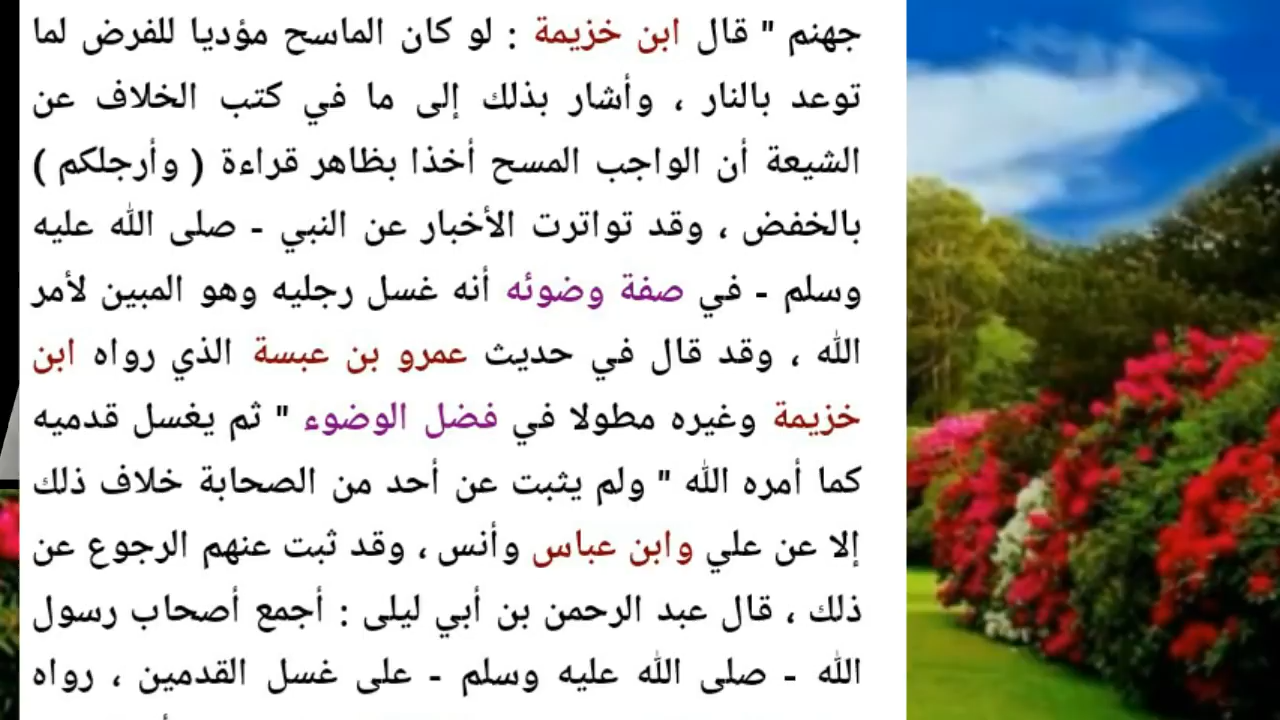 جهنم " قال ابن خزيمة : لو كان الماسح مؤديا للفرض لما
توعد بالنار ، وأشار بذلك إلى ما في كتب الخلاف عن
الشيعة أن الواجب المسح أخذا بظاهر قراءة ( وأرجلكم )
بالخفض ، وقد تواترت الأخبار عن النبي - صلى الله عليه
وسلم - في صفة وضوئه أنه غسل رجليه وهو المبين لأمر
الله ، وقد قال في حديث عمرو بن عبسة الذي رواه ابن
خزيمة وغيره مطولا في فضل الوضوء " ثم يغسل قدميه
كما أمره الله " ولم يثبت عن أحد من الصحابة خلاف ذلك
إلا عن علي وابن عباس وأنس ، وقد ثبت عنهم الرجوع عن
ذلك ، قال عبد الرحمن بن أبي ليلى : أجمع أصحاب رسول
الله - صلى الله عليه وسلم - على غسل القدمين ، رواه